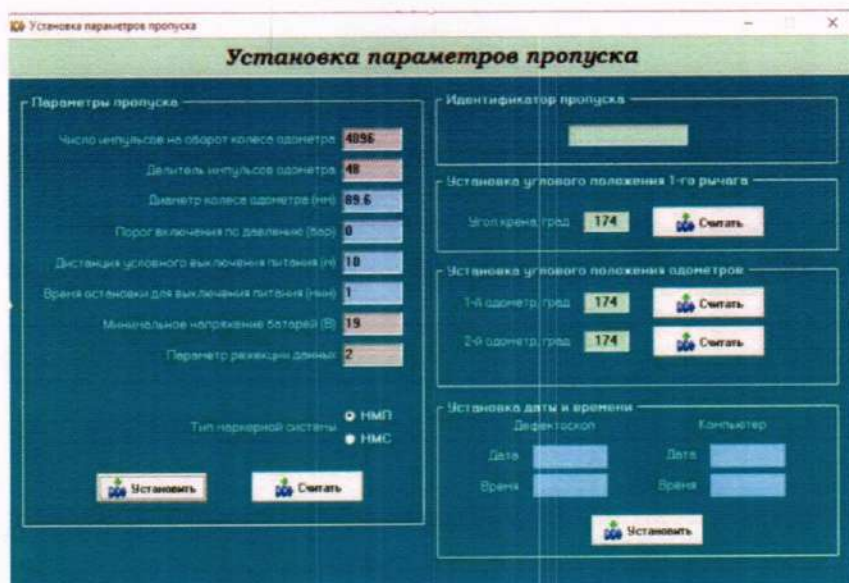 Установка параметров пропуска
Установка параметров пропуска
Параметры пропуска
Число импульсов на оборот колеса одометра 4096
Делитель импульсов одометра 48
Диаметр колеса одометра (мм) 89.6
Порог включения по давлению (бар) 0
Дистанция условного выключения питания (м) 10
Время остановки для выключения питания (мин) 1
Минимальное напряжение батарей (В) 19
Параметр режекции данных 2
Тип маркерной системы
НМП
НМС
Установить Считать
Идентификатор пропуска
Установка углового положения 1-го рычага
Угол крена, град 174 Считать
Установка углового положения одометров
1-й одометр, град 174 Считать
2-й одометр, град 174 Считать
Установка даты и времени
Дефектоскоп Компьютер
Дата Дата
Время Время
Установить